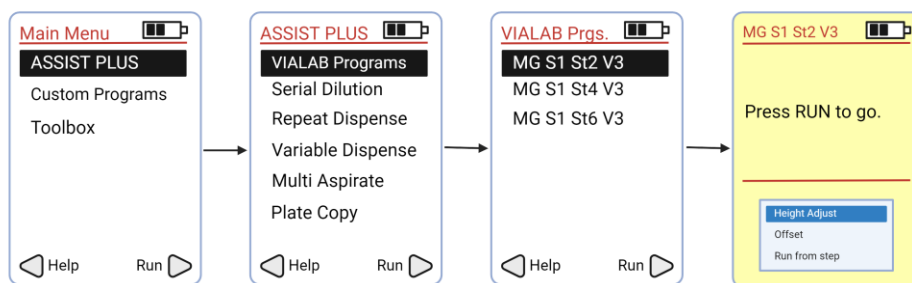 Main Menu
ASSIST PLUS
Custom Programs
Toolbox
Help
Run
ASSIST PLUS
VIALAB Programs
Serial Dilution
Repeat Dispense
Variable Dispense
Multi Aspirate
Plate Copy
Help
Run
VIALAB Prgs.
MG S1 St2 V3
MG S1 St4 V3
MG S1 St6 V3
Help
Run
MG S1 St2 V3
Press RUN to go.
Height Adjust
Offset
Run from step